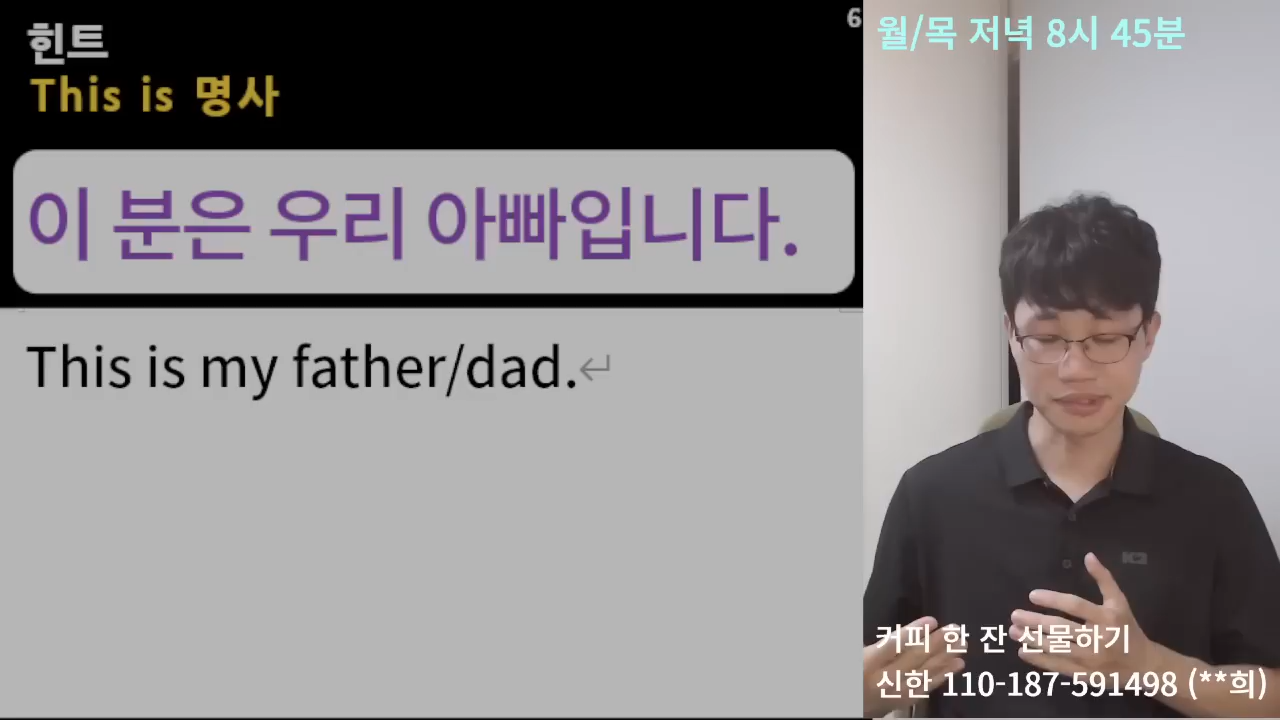 힌트
This is 명사
6
이 분은 우리 아빠입니다.
This is my father/dad.↵
월/목 저녁 8시 45분
커피 한 잔 선물하기
신한 110-187-591498 (**희)